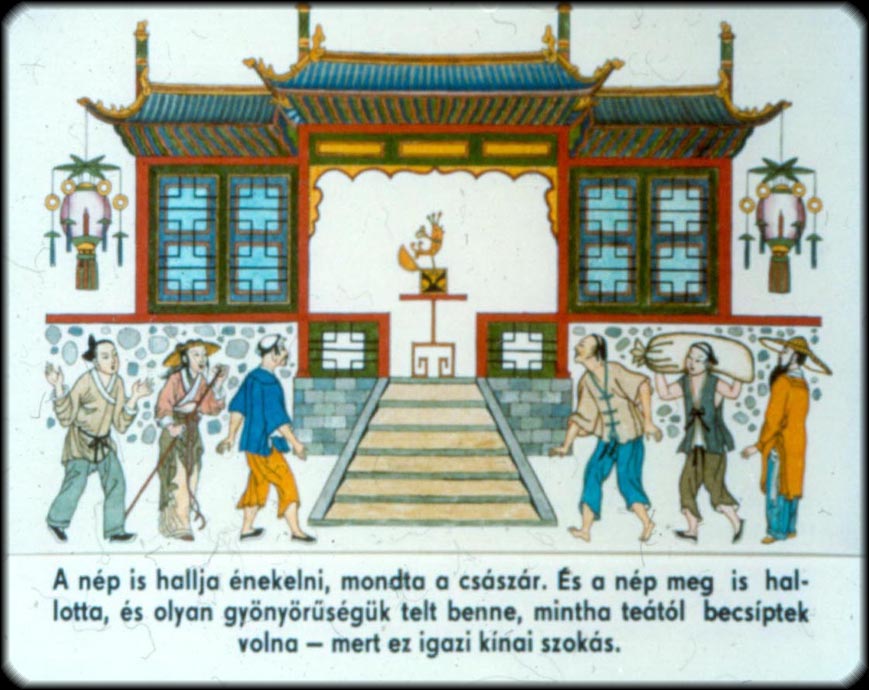 A nép is hallja énekelni, mondta a császár. És a nép meg is hal-
lotta, és olyan gyönyörűségük telt benne, mintha teától becsíptek
volna – mert ez igazi kínai szokás.